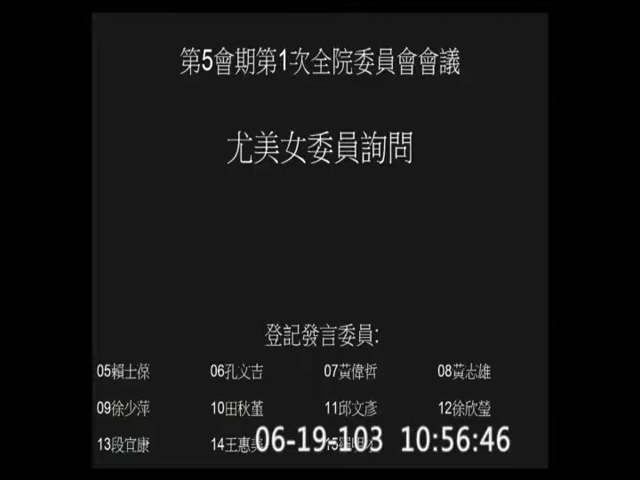 第5會期第1次全院委員會會議
尤美女委員詢問
登記發言委員:
05賴士葆 06孔文吉 07黃偉哲 08黃志雄
09徐少萍 10田秋堇 11邱文彥 12徐欣瑩
13段宜康 14王惠美
06-19-103 10:56:46